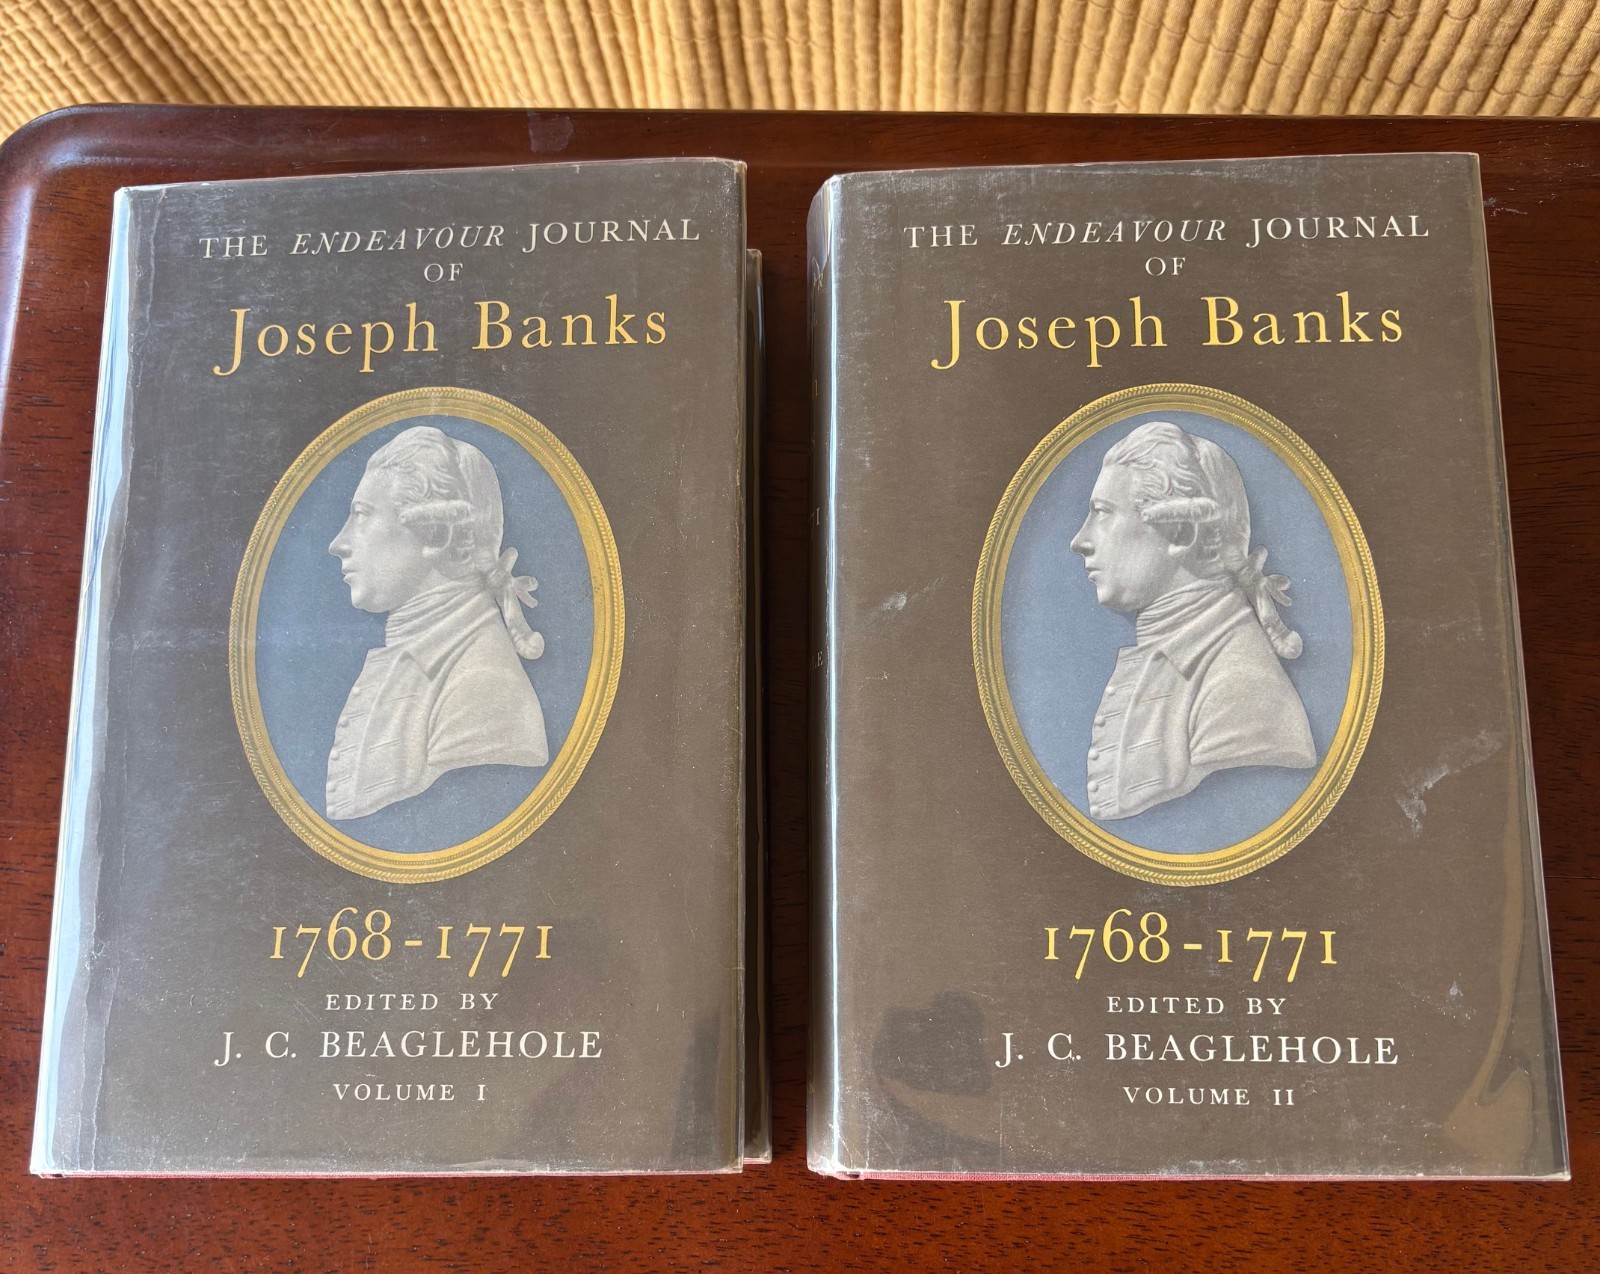 THE ENDEAVOUR JOURNAL
OF
Joseph Banks
1768-1771
EDITED BY
J. C. BEAGLEHOLE
VOLUME I
THE ENDEAVOUR JOURNAL
OF
Joseph Banks
1768-1771
EDITED BY
J. C. BEAGLEHOLE
VOLUME II